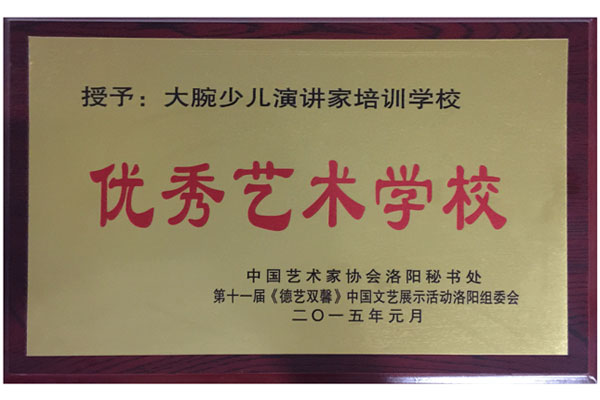 授予：大腕少儿演讲家培训学校
优秀艺术学校
中国艺术家协会洛阳秘书处
第十一届《德艺双馨》中国文艺展示活动洛阳组委会
二〇一五年元月